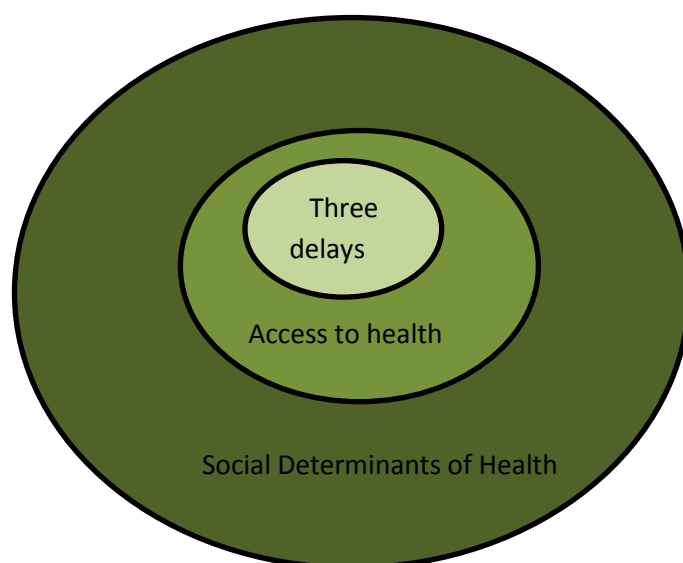 Three
delays
Access to health
Social Determinants of Health